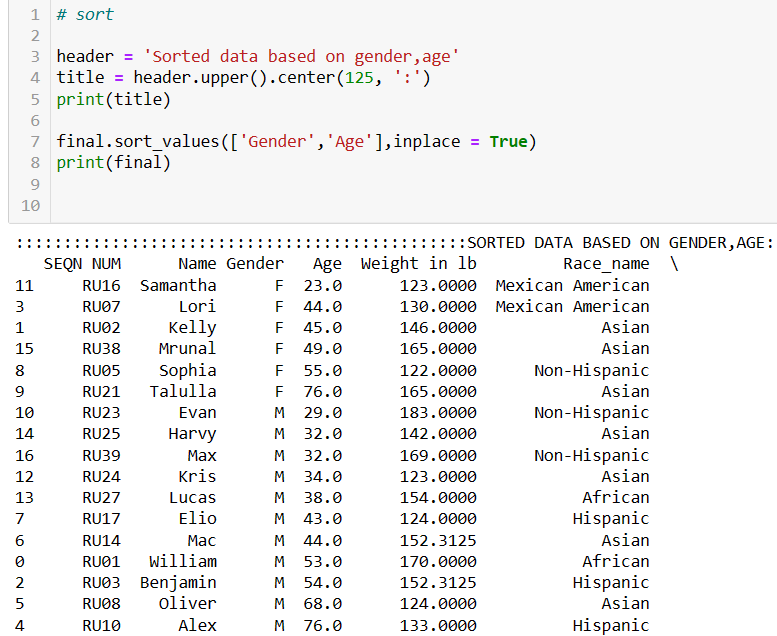 1 # sort
2
3 header = 'Sorted data based on gender,age'
4 title = header.upper().center(125, ':')
5 print(title)
6
7 final.sort_values(['Gender','Age'],inplace = True)
8 print(final)
9
10
:::::::::::::::::::::::::::::::::::::::::::::::SORTED DATA BASED ON GENDER,AGE:
SEQN NUM Name Gender Age Weight in lb Race_name \
11 RU16 Samantha F 23.0 123.0000 Mexican American
3 RU07 Lori F 44.0 130.0000 Mexican American
1 RU02 Kelly F 45.0 146.0000 Asian
15 RU38 Mrunal F 49.0 165.0000 Asian
8 RU05 Sophia F 55.0 122.0000 Non-Hispanic
9 RU21 Talulla F 76.0 165.0000 Asian
10 RU23 Evan M 29.0 183.0000 Non-Hispanic
14 RU25 Harvy M 32.0 142.0000 Asian
16 RU39 Max M 32.0 169.0000 Non-Hispanic
12 RU24 Kris M 34.0 123.0000 Asian
13 RU27 Lucas M 38.0 154.0000 African
7 RU17 Elio M 43.0 124.0000 Hispanic
6 RU14 Mac M 44.0 152.3125 Asian
0 RU01 William M 53.0 170.0000 African
2 RU03 Benjamin M 54.0 152.3125 Hispanic
5 RU08 Oliver M 68.0 124.0000 Asian
4 RU10 Alex M 76.0 133.0000 Hispanic